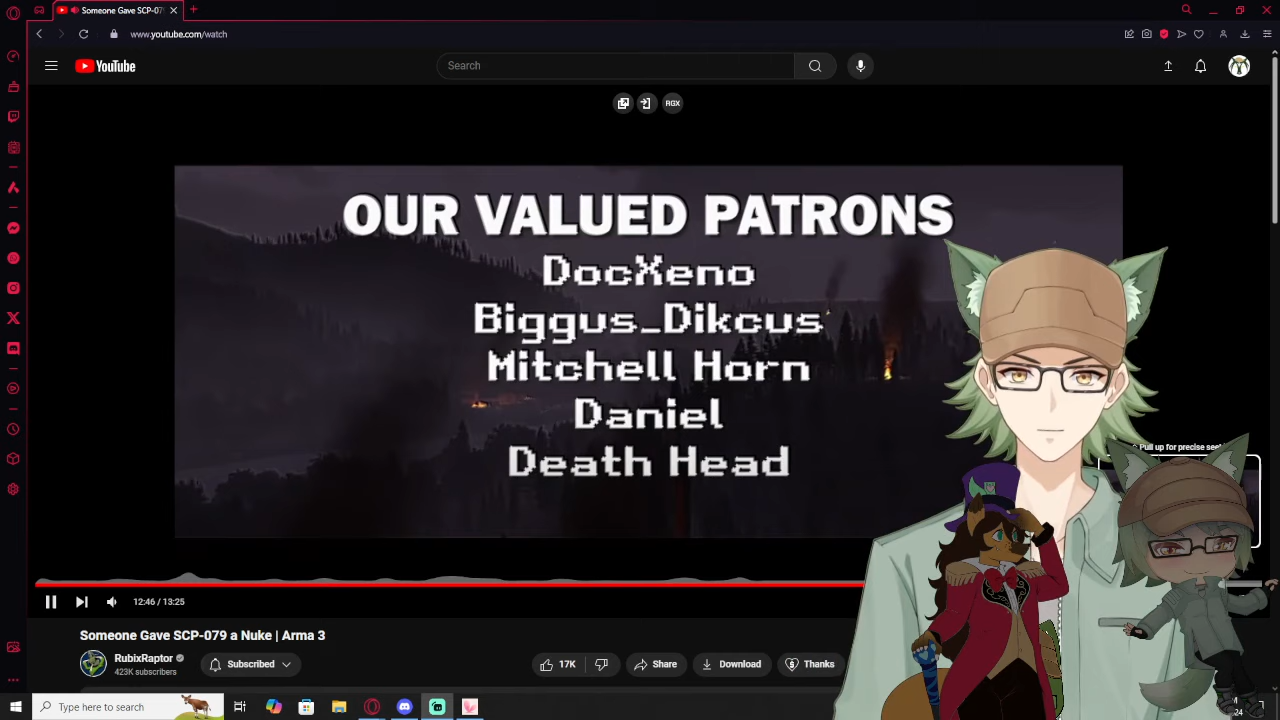 Someone Gave SCP-079
www.youtube.com/watch
YouTube
Search
RGX
OUR VALUED PATRONS
DocXeno
Biggus_Dikcus
Mitchell Horn
Daniel
Death Head
Pull up for precise see
12:46 / 13:25
Someone Gave SCP-079 a Nuke | Arma 3
RubixRaptor
423K subscribers
Subscribed
17K
Share
Download
Thanks
Type here to search